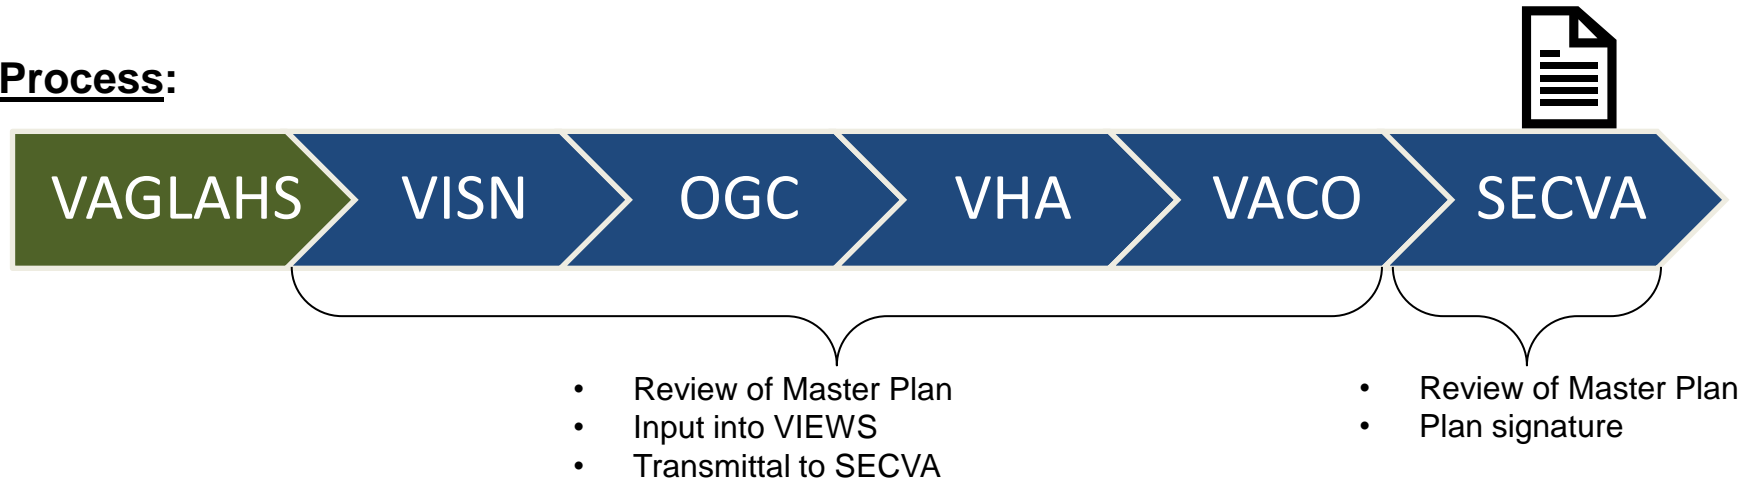 Process:
VAGLAHS VISN OGC VHA VACO SECVA
• Review of Master Plan
• Input into VIEWS
• Transmittal to SECVA
• Review of Master Plan
• Plan signature